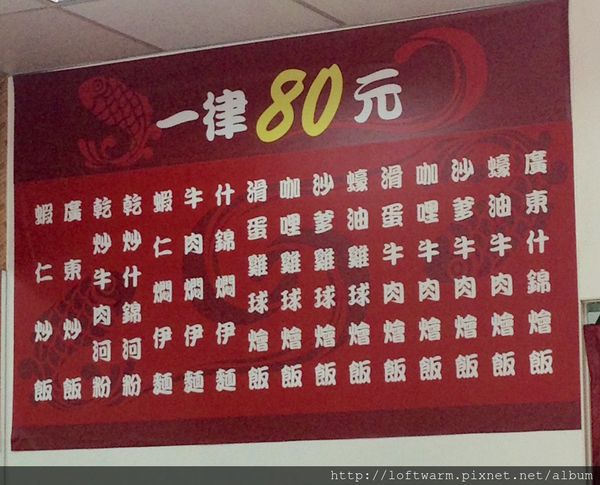 一律80元
廣東什錦燴飯
蠔油牛肉燴飯
沙爹牛肉燴飯
咖哩牛肉燴飯
滑蛋牛肉燴飯
蠔油雞球燴飯
沙爹雞球燴飯
咖哩雞球燴飯
滑蛋雞球燴飯
什錦燜伊麵
牛肉燜伊麵
蝦仁燜伊麵
乾炒什錦河粉
乾炒牛肉河粉
廣東炒飯
蝦仁炒飯
http://loftwarm.pixnet.net/album